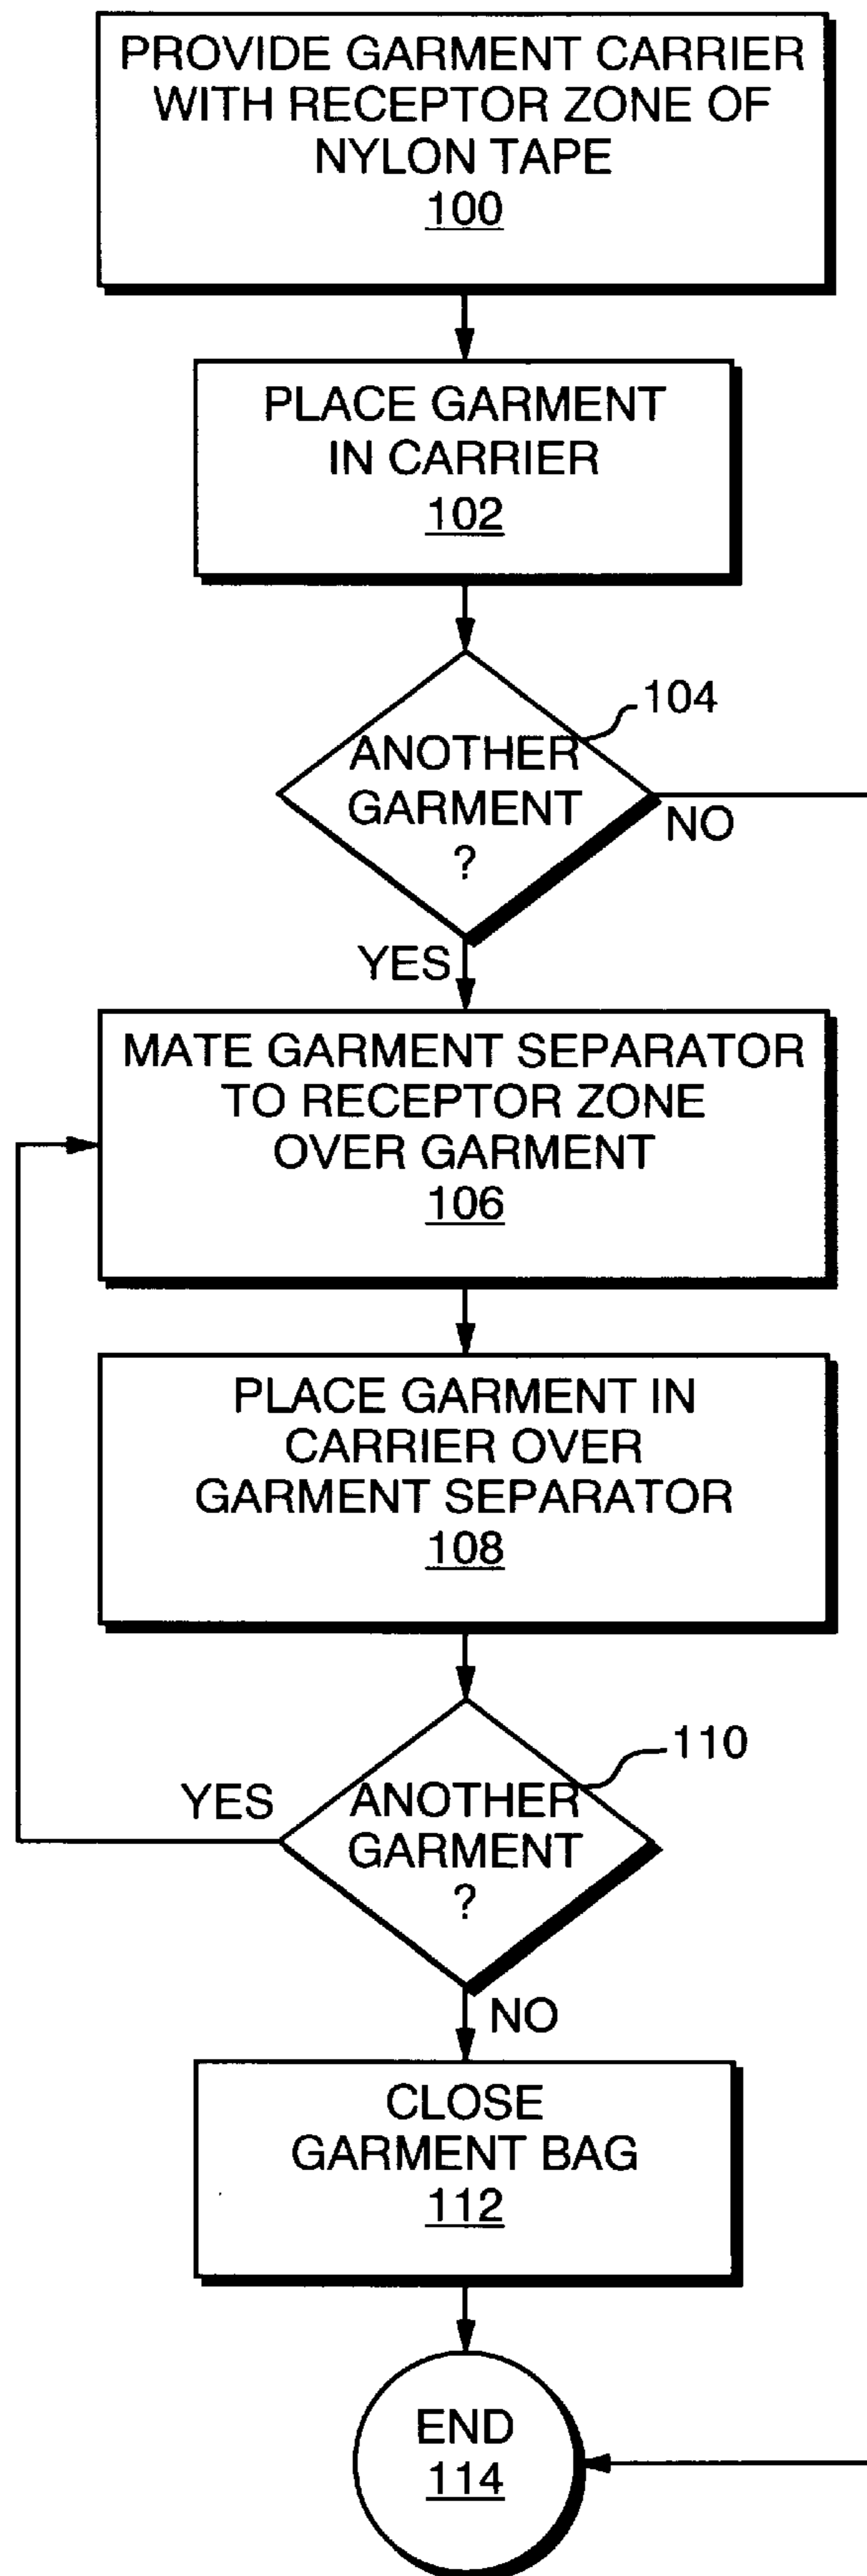 PROVIDE GARMENT CARRIER
WITH RECEPTOR ZONE OF
NYLON TAPE
100
PLACE GARMENT
IN CARRIER
102
104
ANOTHER
GARMENT
?
NO
YES
MATE GARMENT SEPARATOR
TO RECEPTOR ZONE
OVER GARMENT
106
PLACE GARMENT IN
CARRIER OVER
GARMENT SEPARATOR
108
110
YES
ANOTHER
GARMENT
?
NO
CLOSE
GARMENT BAG
112
END
114